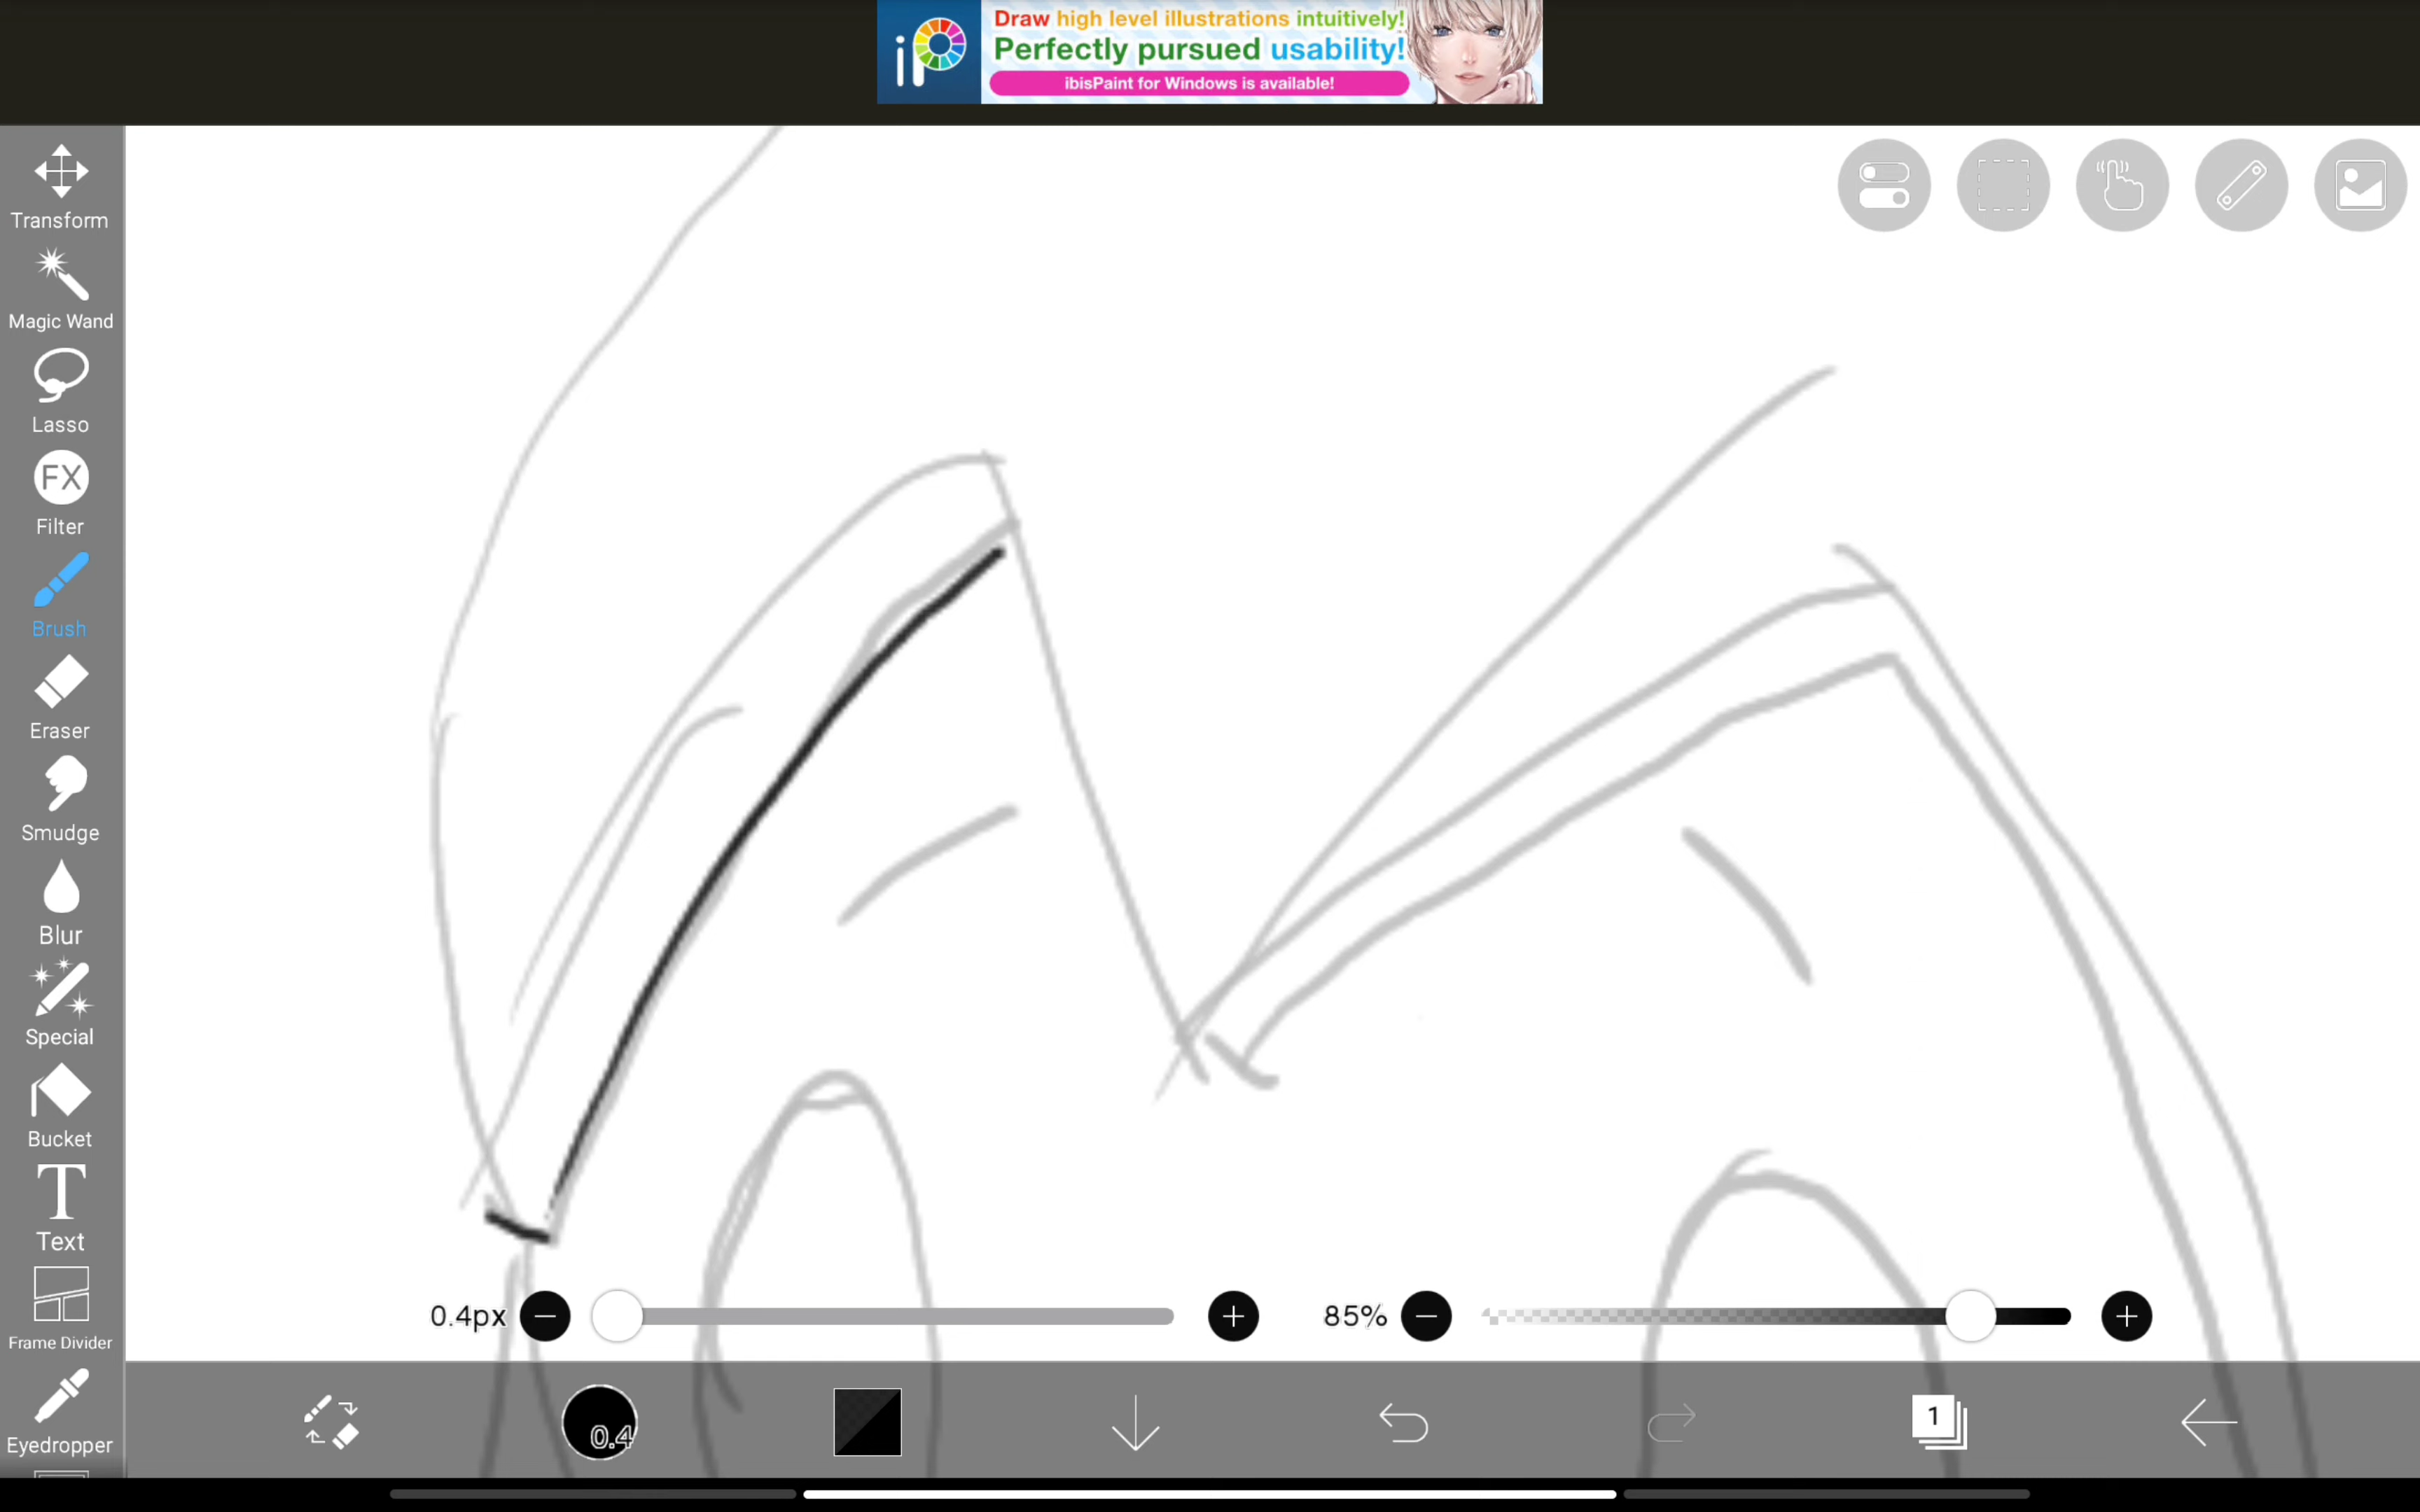 iP
Draw high level illustrations intuitively!
Perfectly pursued usability!
ibisPaint for Windows is available!
Transform
Magic Wand
Lasso
FX
Filter
Brush
Eraser
Smudge
Blur
Special
Bucket
T
Text
Frame Divider
Eyedropper
0.4px
85%
0.4
1